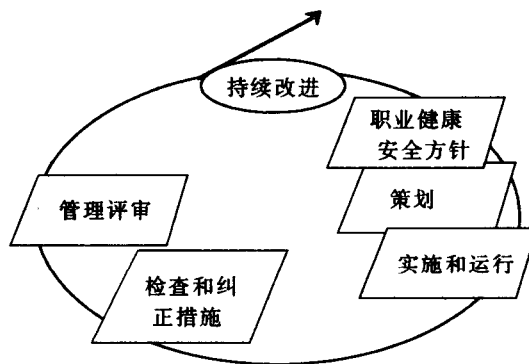 持续改进
职业健康
安全方针
策划
实施和运行
检查和纠
正措施
管理评审